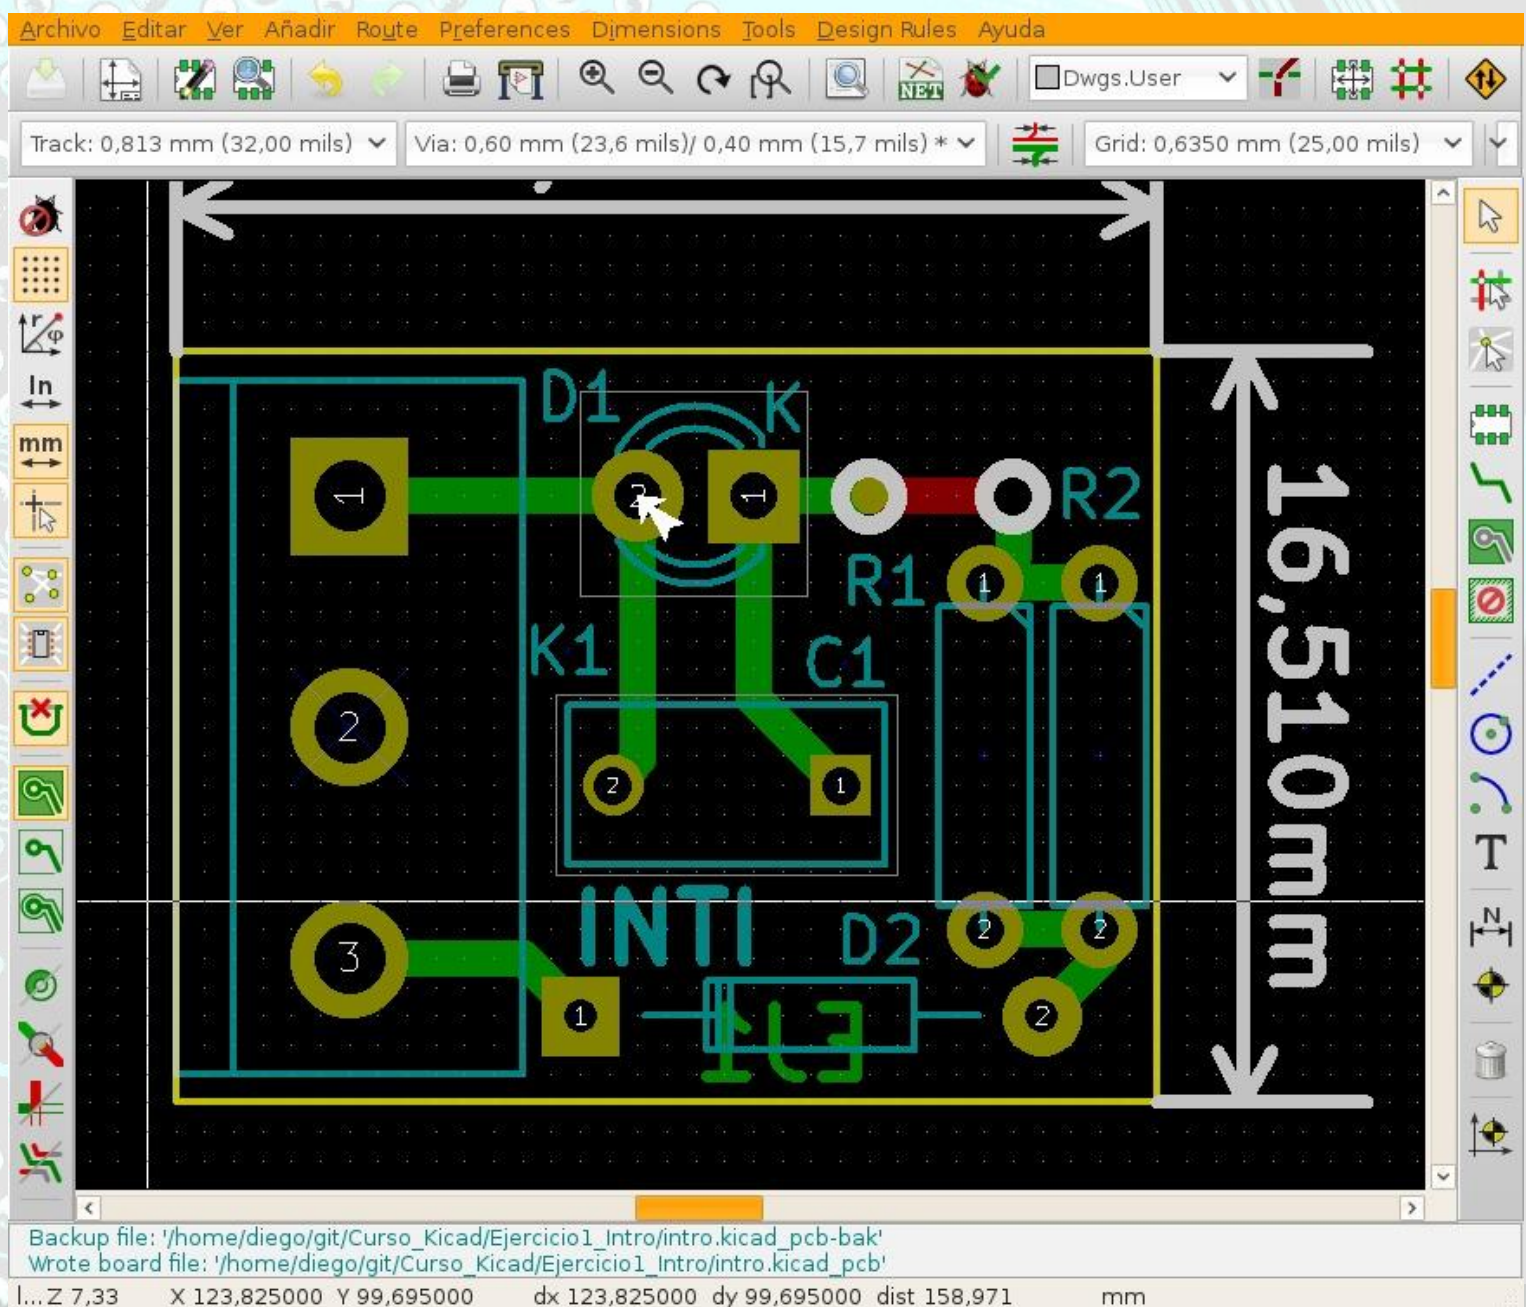 Archivo Editar Ver Añadir Route Preferences Dimensions Tools Design Rules Ayuda
NET
Dwgs.User
Track: 0,813 mm (32,00 mils)
Via: 0,60 mm (23,6 mils)/ 0,40 mm (15,7 mils) *
Grid: 0,6350 mm (25,00 mils)
r
φ
In
mm
D1
K
1
2
1
R2
R1
1
1
K1
C1
2
2
1
16,510mm
T
N
INTI
D2
2
2
3
1
EJ1
2
Backup file: '/home/diego/git/Curso_Kicad/Ejercicio1_Intro/intro.kicad_pcb-bak'
Wrote board file: '/home/diego/git/Curso_Kicad/Ejercicio1_Intro/intro.kicad_pcb'
l... Z 7,33 X 123,825000 Y 99,695000 dx 123,825000 dy 99,695000 dist 158,971 mm